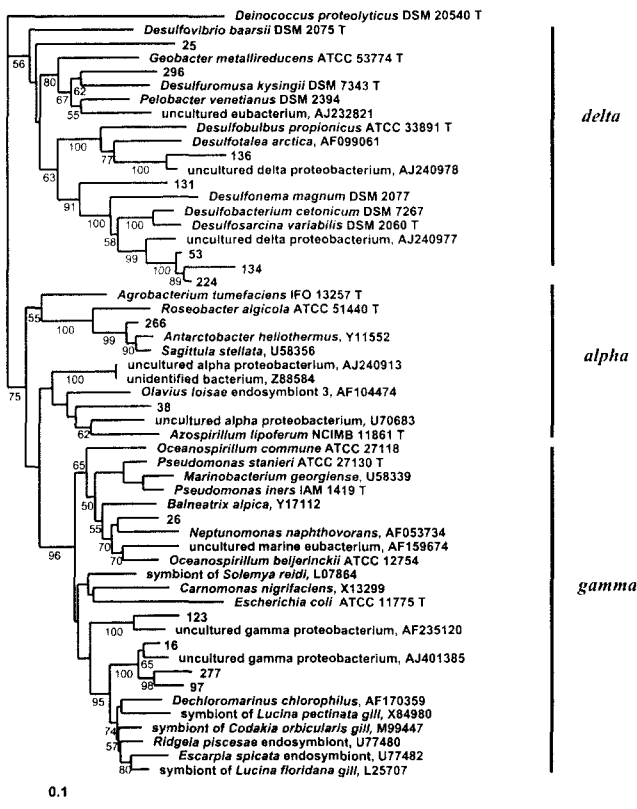 Deinococcus proteolyticus DSM 20540 T
Desulfovibrio baarsii DSM 2075 T
56
25
Geobacter metallireducens ATCC 53774 T
80
296
62
Desulfuromusa kysingii DSM 7343 T
67
Pelobacter venetianus DSM 2394
55
uncultured eubacterium, AJ232821
delta
Desulfobulbus propionicus ATCC 33891 T
100
Desulfotalea arctica, AF099061
77
136
100
uncultured delta proteobacterium, AJ240978
63
131
91
Desulfonema magnum DSM 2077
100
Desulfobacterium cetonicum DSM 7267
100
Desulfosarcina variabilis DSM 2060 T
58
uncultured delta proteobacterium, AJ240977
99
53
100
134
89
224
Agrobacterium tumefaciens IFO 13257 T
55
Roseobacter algicola ATCC 51440 T
100
266
99
Antarctobacter heliothermus, Y11552
90
Sagittula stellata, U58356
alpha
uncultured alpha proteobacterium, AJ240913
100
unidentified bacterium, Z88584
75
Olavius loisae endosymbiont 3, AF104474
38
uncultured alpha proteobacterium, U70683
62
Azospirillum lipoferum NCIMB 11861 T
Oceanospirillum commune ATCC 27118
65
Pseudomonas stanieri ATCC 27130 T
Marinobacterium georgiense, U58339
Pseudomonas iners IAM 1419 T
50
Balneatrix alpica, Y17112
26
55
Neptunomonas naphthovorans, AF053734
70
uncultured marine eubacterium, AF159674
96
70
Oceanospirillum beijerinckii ATCC 12754
symbiont of Solemya reidi, L07864
gamma
Carnomonas nigrifaciens, X13299
Escherichia coli ATCC 11775 T
123
100
uncultured gamma proteobacterium, AF235120
16
65
uncultured gamma proteobacterium, AJ401385
100
277
98
97
95
Dechloromarinus chlorophilus, AF170359
symbiont of Lucina pectinata gill, X84980
74
symbiont of Codakia orbicularis gill, M99447
57
Ridgeia piscesae endosymbiont, U77480
Escarpia spicata endosymbiont, U77482
80
symbiont of Lucina floridana gill, L25707
0.1